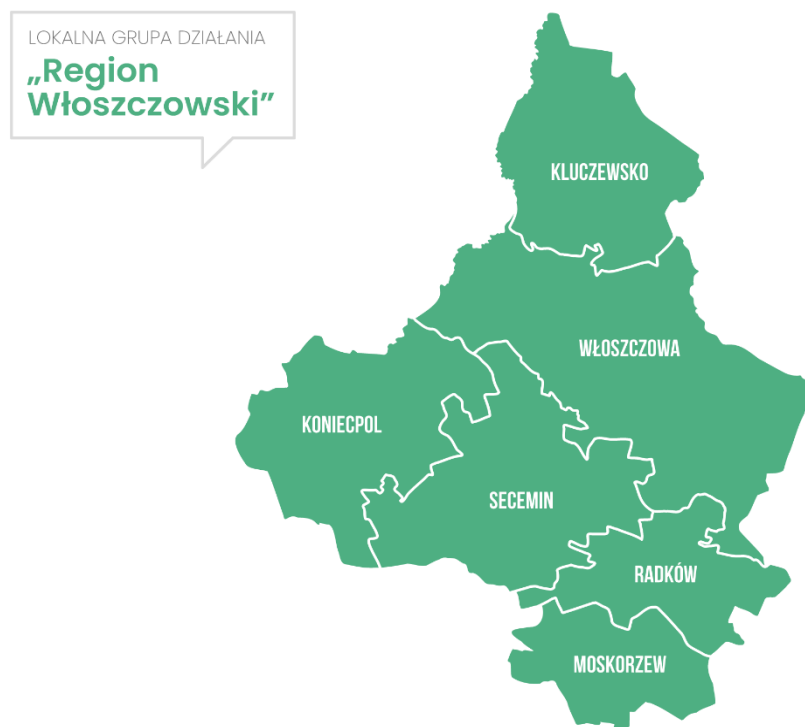 LOKALNA GRUPA DZIAŁANIA
„Region
Włoszczowski”
KLUCZEWSKO
WŁOSZCZOWA
KONIECPOL
SECEMIN
RADKÓW
MOSKORZEW